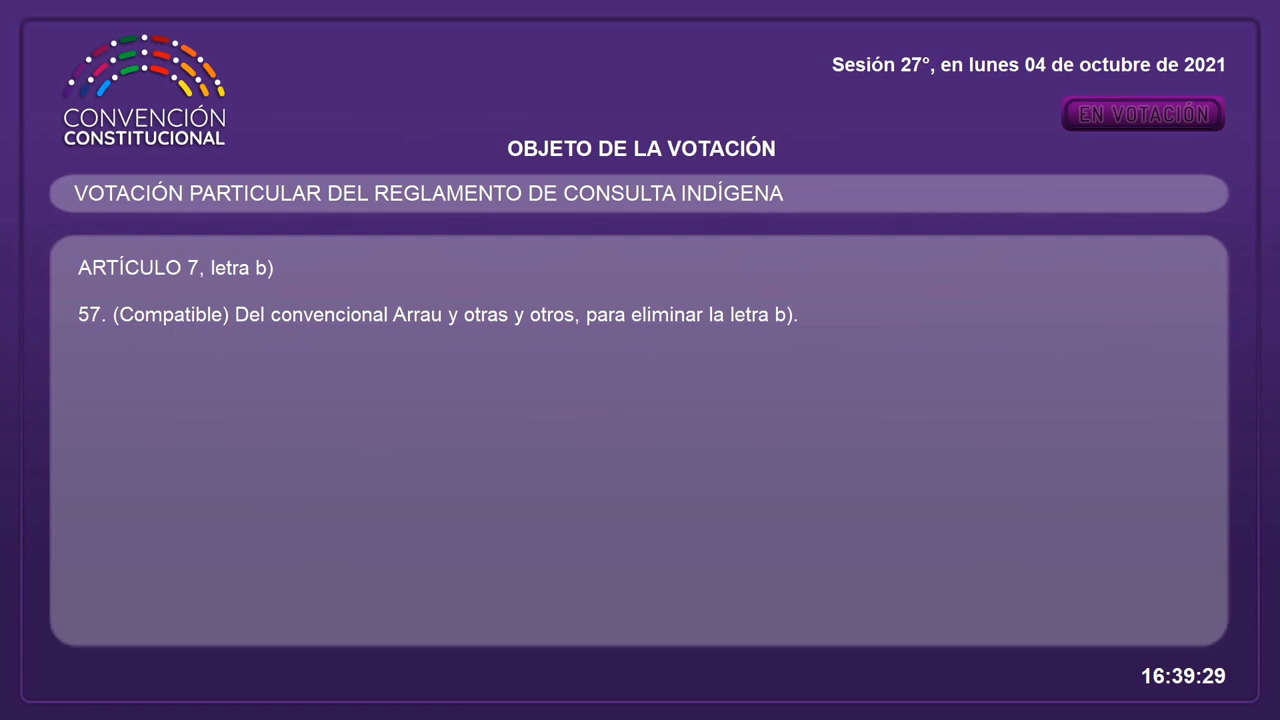 CONVENCIÓN
CONSTITUCIONAL
Sesión 27°, en lunes 04 de octubre de 2021
EN VOTACIÓN
OBJETO DE LA VOTACIÓN
VOTACIÓN PARTICULAR DEL REGLAMENTO DE CONSULTA INDÍGENA
ARTÍCULO 7, letra b)
57. (Compatible) Del convencional Arrau y otras y otros, para eliminar la letra b).
16:39:29